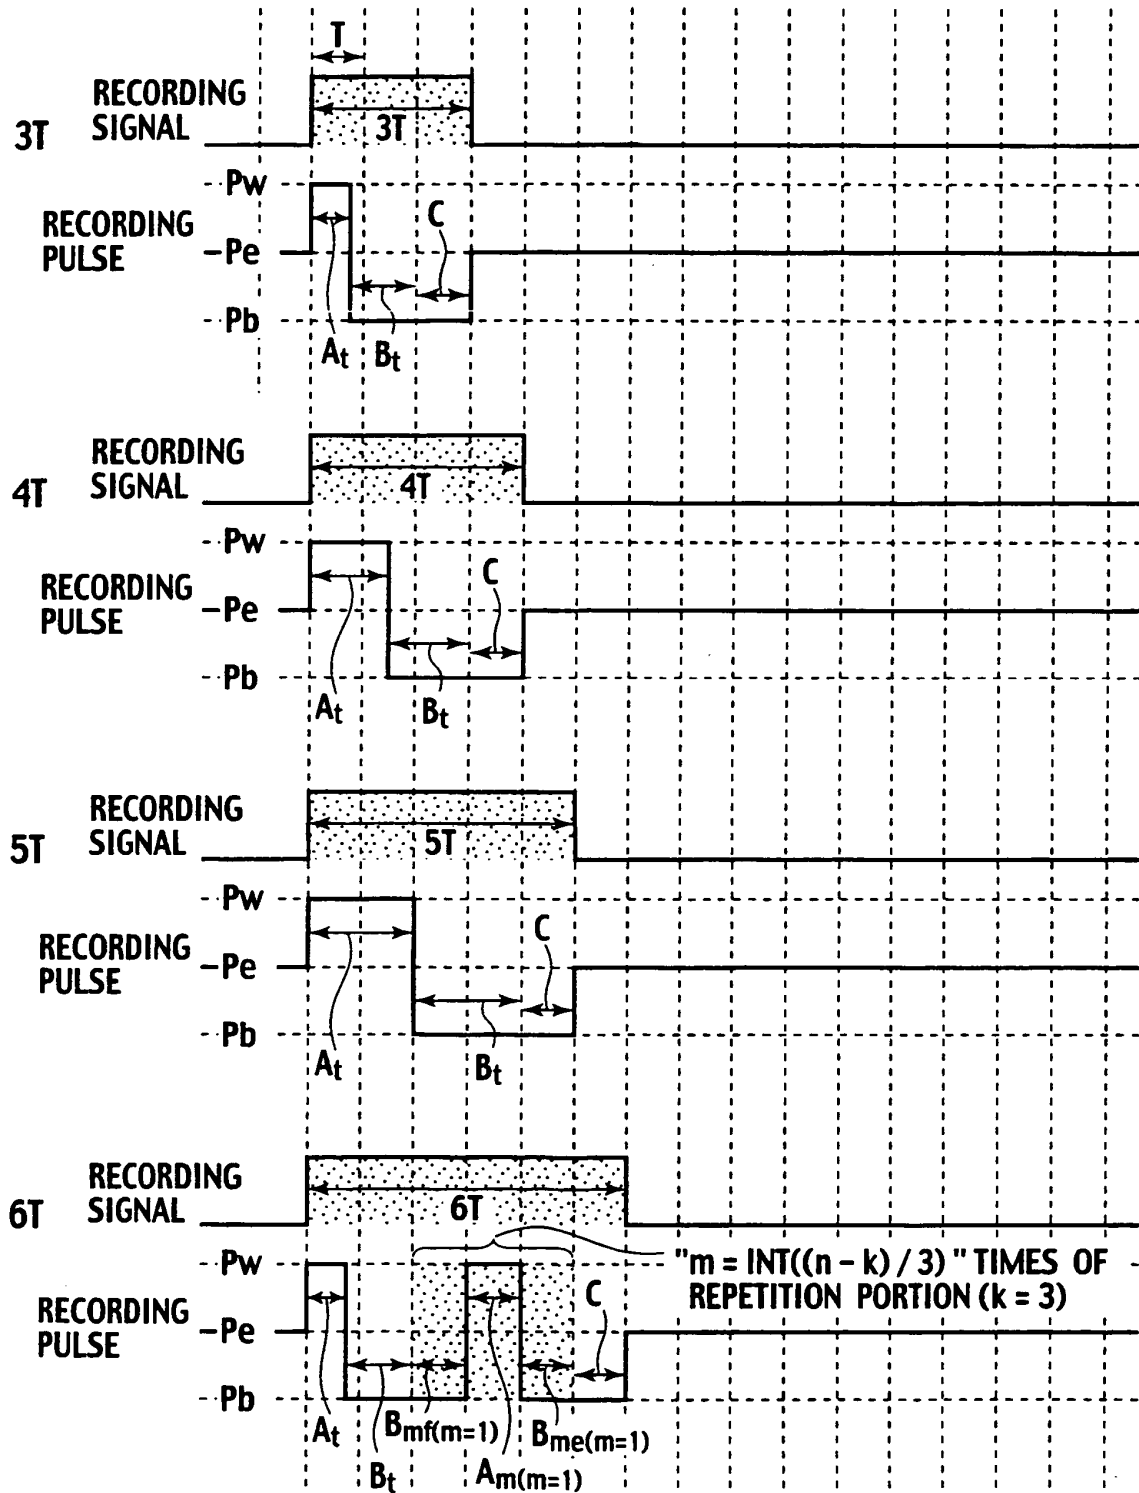 T
RECORDING
SIGNAL
3T
3T
Pw
RECORDING
PULSE
Pe
C
Pb
At
Bt
RECORDING
SIGNAL
4T
4T
Pw
RECORDING
PULSE
Pe
C
Pb
At
Bt
RECORDING
SIGNAL
5T
5T
Pw
RECORDING
PULSE
Pe
C
Pb
At
Bt
RECORDING
SIGNAL
6T
6T
"m = INT((n - k) / 3) " TIMES OF
REPETITION PORTION (k = 3)
Pw
RECORDING
PULSE
Pe
C
Pb
At
Bmf(m=1)
Bme(m=1)
Bt
Am(m=1)